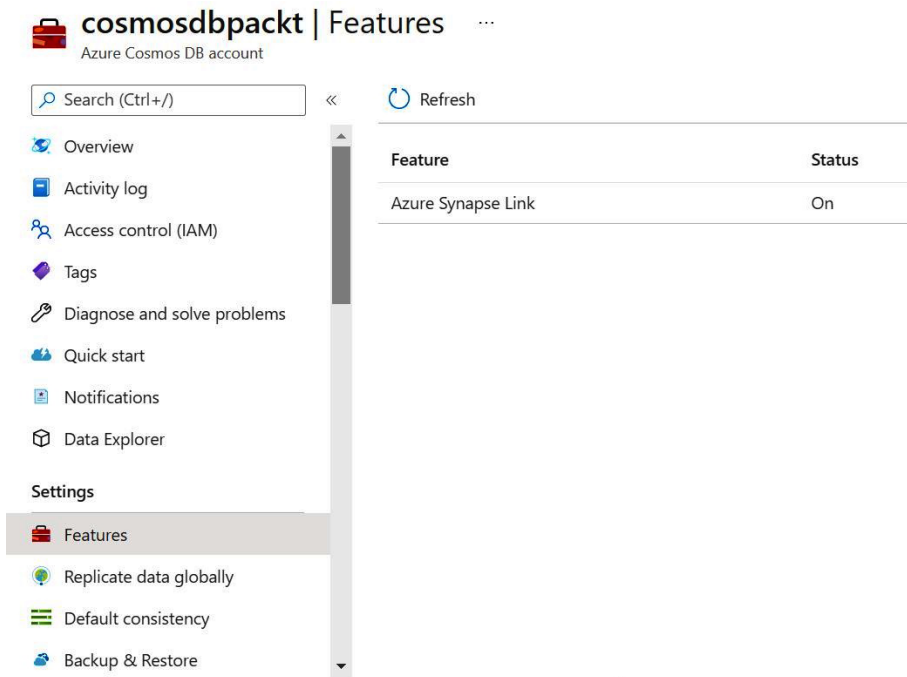 cosmosdbpackt | Features ...
Azure Cosmos DB account
Search (Ctrl+/)
«
Refresh
Overview
Activity log
Access control (IAM)
Tags
Diagnose and solve problems
Quick start
Notifications
Data Explorer
Settings
Features
Replicate data globally
Default consistency
Backup & Restore
Feature Status
Azure Synapse Link On